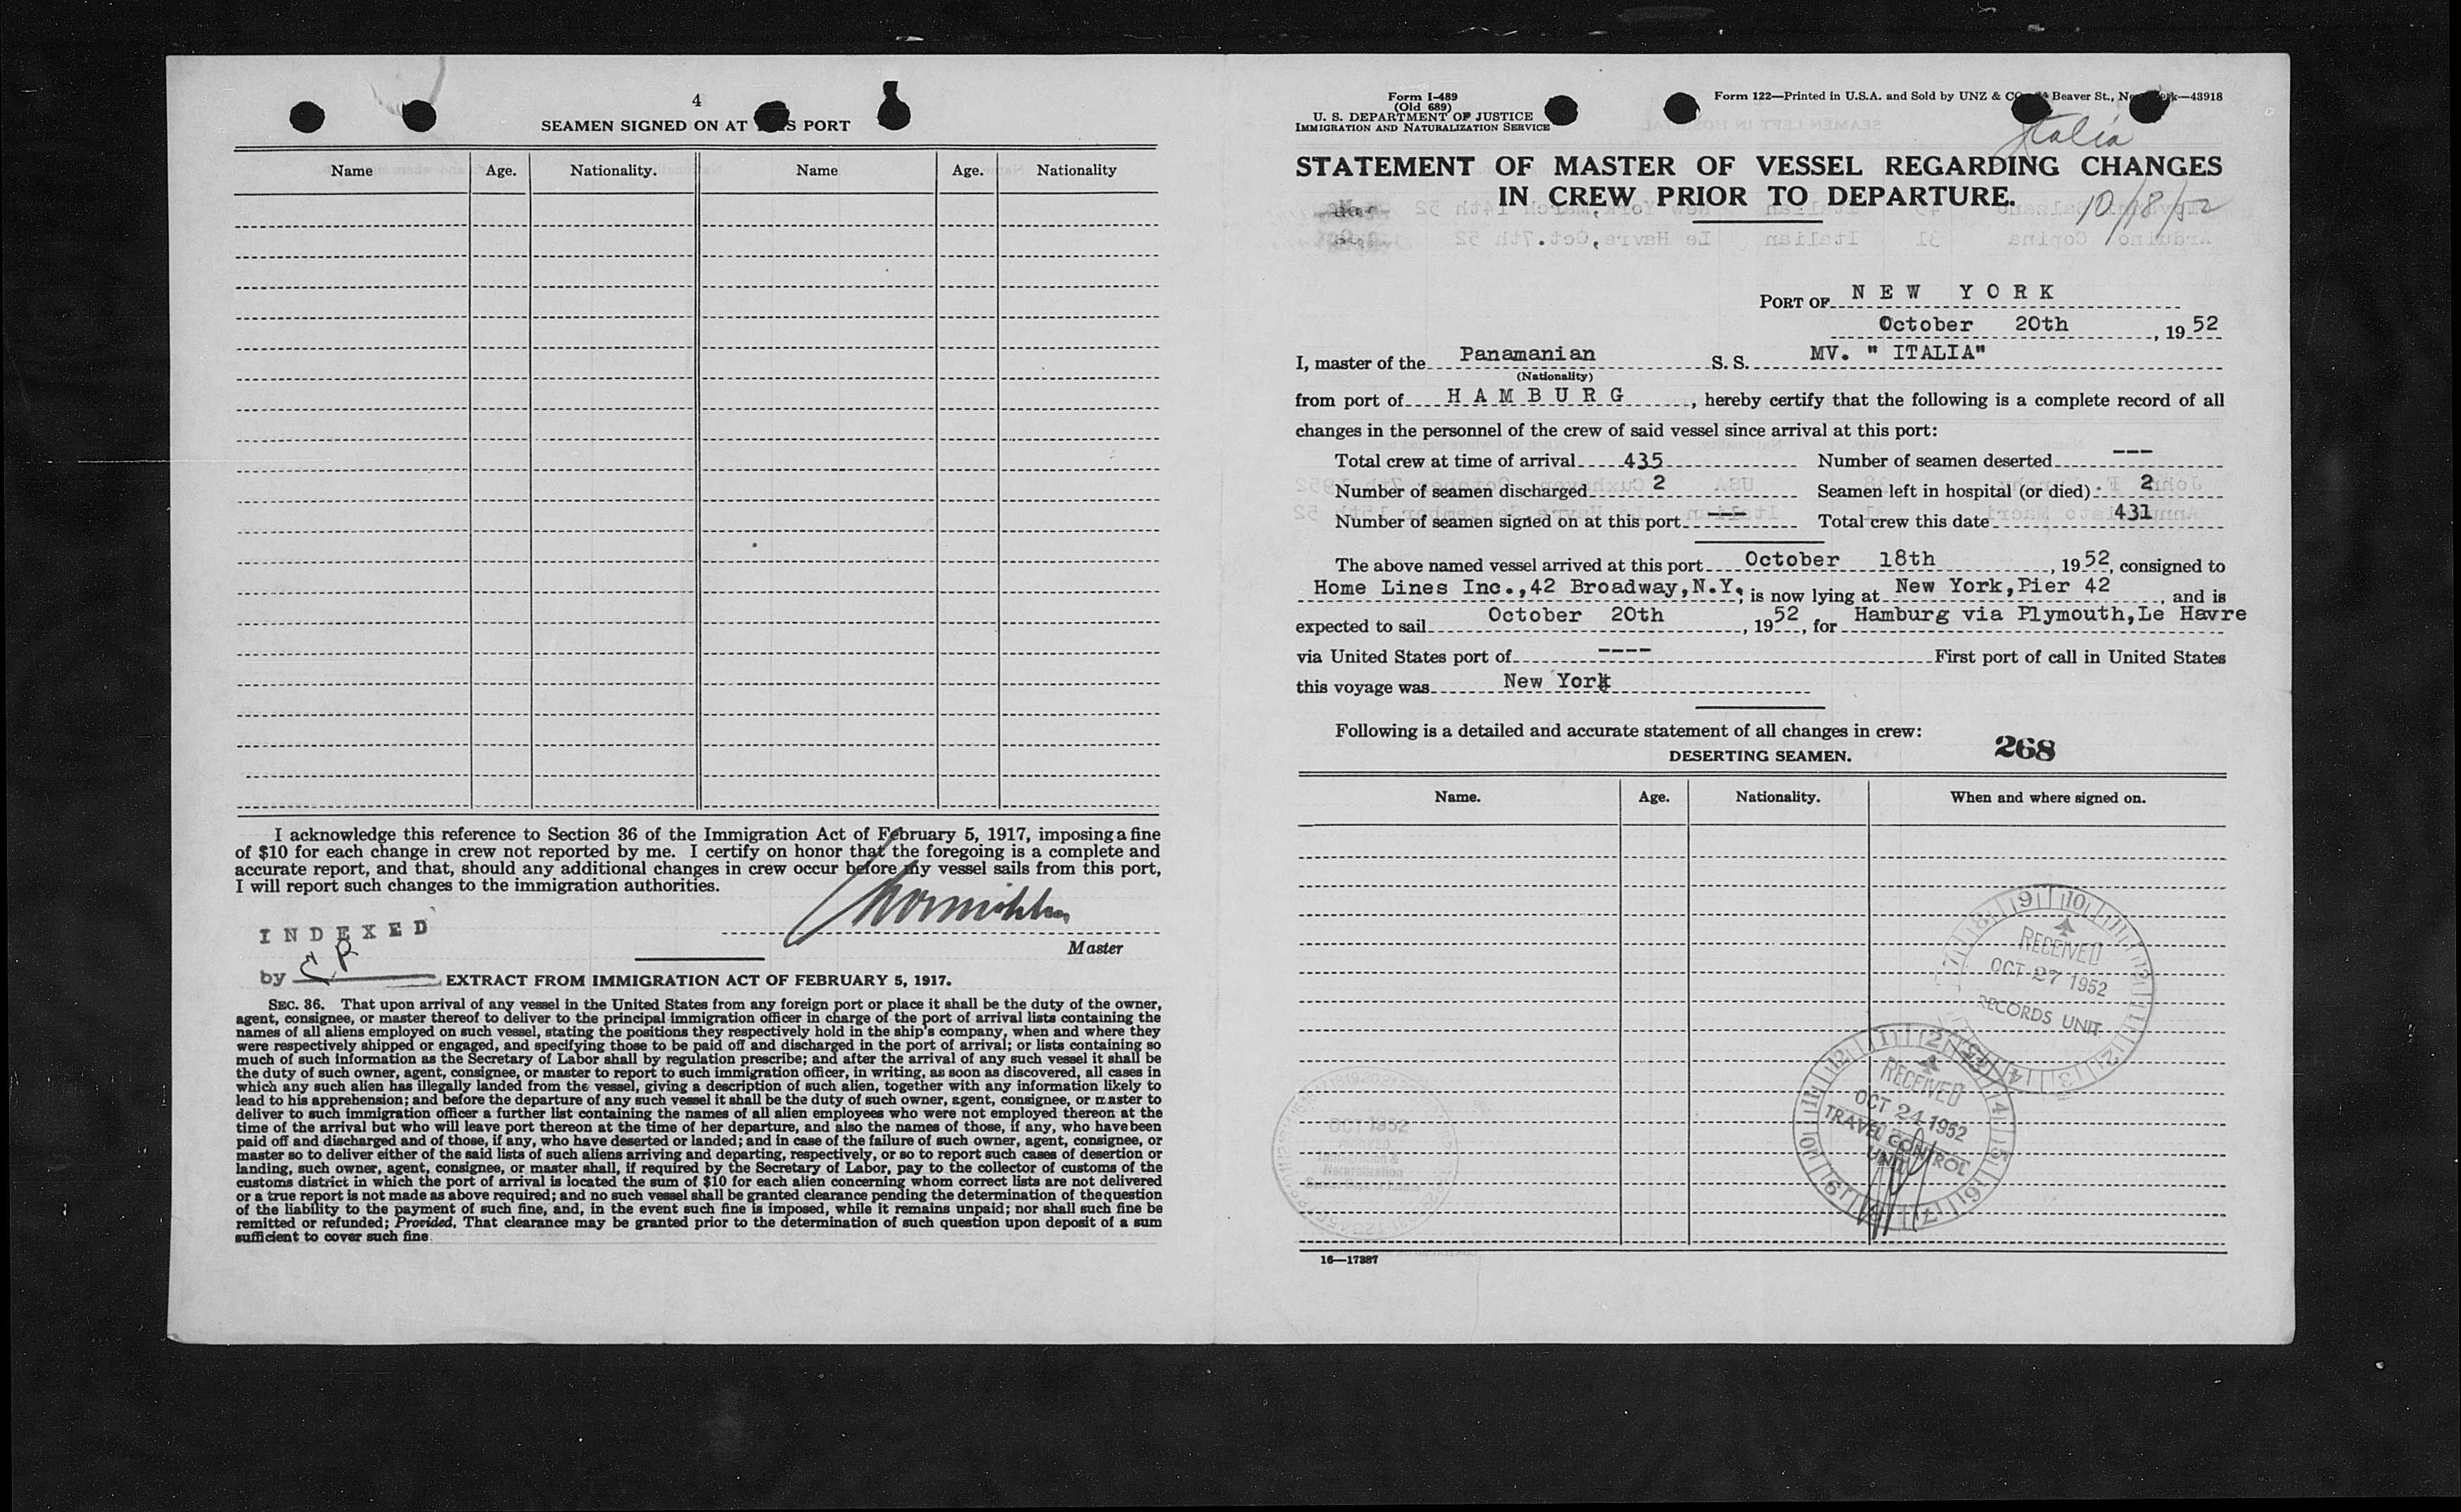 4
SEAMEN SIGNED ON AT THIS PORT
Name Age. Nationality. Name Age. Nationality
I acknowledge this reference to Section 36 of the Immigration Act of February 5, 1917, imposing a fine
of $10 for each change in crew not reported by me. I certify on honor that the foregoing is a complete and
accurate report, and that, should any additional changes in crew occur before my vessel sails from this port,
I will report such changes to the immigration authorities.
INDEXED
by
Master
EXTRACT FROM IMMIGRATION ACT OF FEBRUARY 5, 1917.
SEC. 36. That upon arrival of any vessel in the United States from any foreign port or place it shall be the duty of the owner,
agent, consignee, or master thereof to deliver to the principal immigration officer in charge of the port of arrival lists containing the
names of all aliens employed on such vessel, stating the positions they respectively hold in the ship's company, when and where they
were respectively shipped or engaged, and specifying those to be paid off and discharged in the port of arrival; or lists containing so
much of such information as the Secretary of Labor shall by regulation prescribe; and after the arrival of any such vessel it shall be
the duty of such owner, agent, consignee, or master to report to such immigration officer, in writing, as soon as discovered, all cases in
which any such alien has illegally landed from the vessel, giving a description of such alien, together with any information likely to
lead to his apprehension; and before the departure of any such vessel it shall be the duty of such owner, agent, consignee, or master to
deliver to such immigration officer a further list containing the names of all alien employees who were not employed thereon at the
time of the arrival but who will leave port thereon at the time of her departure, and also the names of those, if any, who have been
paid off and discharged and of those, if any, who have deserted or landed; and in case of the failure of such owner, agent, consignee, or
master so to deliver either of the said lists of such aliens arriving and departing, respectively, or so to report such cases of desertion or
landing, such owner, agent, consignee, or master shall, if required by the Secretary of Labor, pay to the collector of customs of the
customs district in which the port of arrival is located the sum of $10 for each alien concerning whom correct lists are not delivered
or a true report is not made as above required; and no such vessel shall be granted clearance pending the determination of the question
of the liability to the payment of such fine, and, in the event such fine is imposed, while it remains unpaid; nor shall such fine be
remitted or refunded; Provided, That clearance may be granted prior to the determination of such question upon deposit of a sum
sufficient to cover such fine.
Form I-489
(Old 689)
U. S. DEPARTMENT OF JUSTICE
IMMIGRATION AND NATURALIZATION SERVICE
Form 122—Printed in U.S.A. and Sold by UNZ & CO Beaver St., New York—43918
Italia
STATEMENT OF MASTER OF VESSEL REGARDING CHANGES
IN CREW PRIOR TO DEPARTURE.
10/18/52
PORT OF NEW YORK
October 20th, 1952
I, master of the Panamanian S. S. MV. " ITALIA"
(Nationality)
from port of HAMBURG, hereby certify that the following is a complete record of all
changes in the personnel of the crew of said vessel since arrival at this port:
Total crew at time of arrival 435 Number of seamen deserted ---
Number of seamen discharged 2 Seamen left in hospital (or died) 2
Number of seamen signed on at this port --- Total crew this date 431
The above named vessel arrived at this port October 18th, 1952, consigned to
Home Lines Inc.,42 Broadway,N.Y.; is now lying at New York,Pier 42, and is
expected to sail October 20th, 1952, for Hamburg via Plymouth,Le Havre
via United States port of ---- First port of call in United States
this voyage was New York
Following is a detailed and accurate statement of all changes in crew:
268
DESERTING SEAMEN.
Name. Age. Nationality. When and where signed on.
RECEIVED
OCT 27 1952
RECORDS UNIT
RECEIVED
OCT 24 1952
TRAVEL CONTROL
UNIT
16—17387